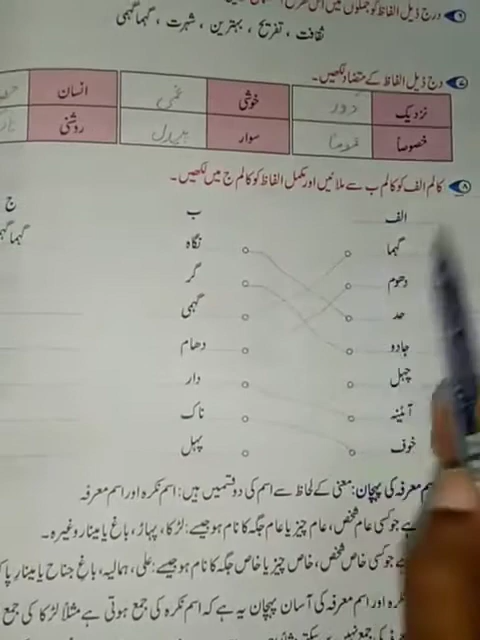 درج ذیل الفاظ کو جملوں میں اس طرح
ثقافت ، تفریح ، بہترین ، شہرت ، گہما گہمی
درج ذیل الفاظ کے متضاد لکھیں۔
نزدیک دور خوشی غمی انسان
خصوصاً عموماً سوار پیدل روشنی
کالم الف کو کالم ب سے ملائیں اور مکمل الفاظ کو کالم ج میں لکھیں۔
الف ب ج
گہما نگاہ گہما گہمی
دھوم گر
حد گہمی
جادو دھام
چہل دار
آئینہ ناک
خوف پہل
معرفہ کی پہچان: معنی کے لحاظ سے اسم کی دو قسمیں ہیں: اسم نکرہ اور اسم معرفہ
ہے جو کسی عام شخص، عام چیز یا عام جگہ کا نام ہو جیسے: لڑکا، پہاڑ، باغ یا مینار وغیرہ۔
ہے جو کسی خاص شخص، خاص چیز یا خاص جگہ کا نام ہو جیسے: علی، ہمالیہ، باغِ جناح یا مینارِ
نکرہ اور اسم معرفہ کی آسان پہچان یہ ہے کہ اسم نکرہ کی جمع ہوتی ہے مثلاً لڑکا کی جمع